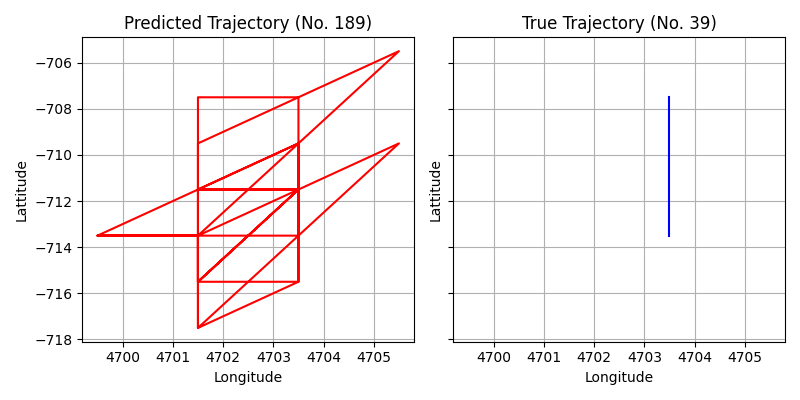 Predicted Trajectory (No. 189)
True Trajectory (No. 39)
Lattitude
−706
−708
−710
−712
−714
−716
−718
4700 4701 4702 4703 4704 4705
Longitude
Lattitude
4700 4701 4702 4703 4704 4705
Longitude